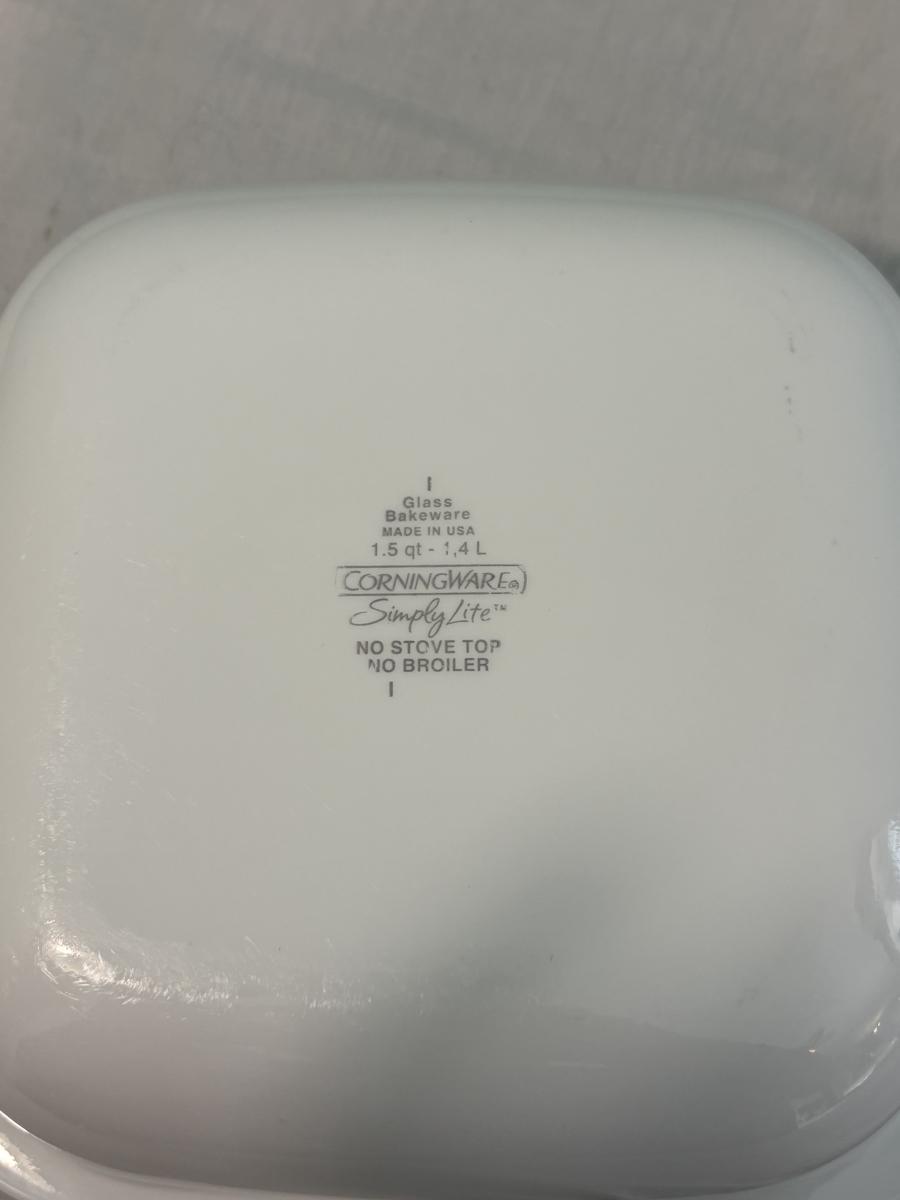 Glass
Bakeware
MADE IN USA
1.5 qt - 1,4 L
CORNINGWARE®
Simply Lite™
NO STOVE TOP
NO BROILER